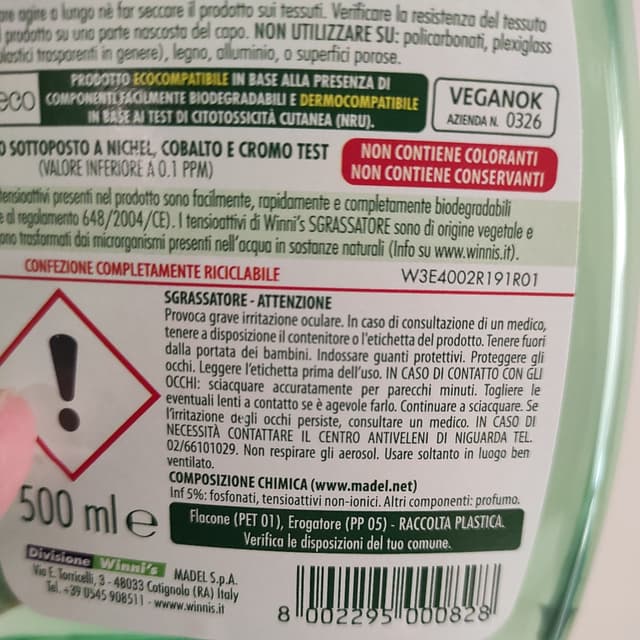 agire a lungo nè far seccare il prodotto sui tessuti. Verificare la resistenza del tessuto
prodotto su una parte nascosta del capo. NON UTILIZZARE SU: policarbonati, plexiglass
plastici trasparenti in genere), legno, alluminio, o superfici porose.
eco
PRODOTTO ECOCOMPATIBILE IN BASE ALLA PRESENZA DI
COMPONENTI FACILMENTE BIODEGRADABILI E DERMOCOMPATIBILE
IN BASE AI TEST DI CITOTOSSICITÀ CUTANEA (NRU).
VEGANOK
AZIENDA N. 0326
SOTTOPOSTO A NICHEL, COBALTO E CROMO TEST
(VALORE INFERIORE A 0.1 PPM)
NON CONTIENE COLORANTI
NON CONTIENE CONSERVANTI
tensioattivi presenti nel prodotto sono facilmente, rapidamente e completamente biodegradabili
al regolamento 648/2004/CE). I tensioattivi di Winni's SGRASSATORE sono di origine vegetale e
trasformati dai microrganismi presenti nell'acqua in sostanze naturali (Info su www.winnis.it).
CONFEZIONE COMPLETAMENTE RICICLABILE
W3E4002R191R01
SGRASSATORE - ATTENZIONE
Provoca grave irritazione oculare. In caso di consultazione di un medico,
tenere a disposizione il contenitore o l'etichetta del prodotto. Tenere fuori
dalla portata dei bambini. Indossare guanti protettivi. Proteggere gli
occhi. Leggere l'etichetta prima dell'uso. IN CASO DI CONTATTO CON GLI
OCCHI: sciacquare accuratamente per parecchi minuti. Togliere le
eventuali lenti a contatto se è agevole farlo. Continuare a sciacquare. Se
l'irritazione degli occhi persiste, consultare un medico. IN CASO DI
NECESSITÀ CONTATTARE IL CENTRO ANTIVELENI DI NIGUARDA TEL.
02/66101029. Non respirare gli aerosol. Usare soltanto in luogo ben
ventilato.
COMPOSIZIONE CHIMICA (www.madel.net)
Inf 5%: fosfonati, tensioattivi non-ionici. Altri componenti: profumo.
500 ml e
Flacone (PET 01), Erogatore (PP 05) - RACCOLTA PLASTICA.
Verifica le disposizioni del tuo comune.
Divisione Winni's MADEL S.p.A.
Via E. Torricelli, 3 - 48033 Cotignola (RA) Italy
Tel. +39 0545 908511 - www.winnis.it
8 002295 000828